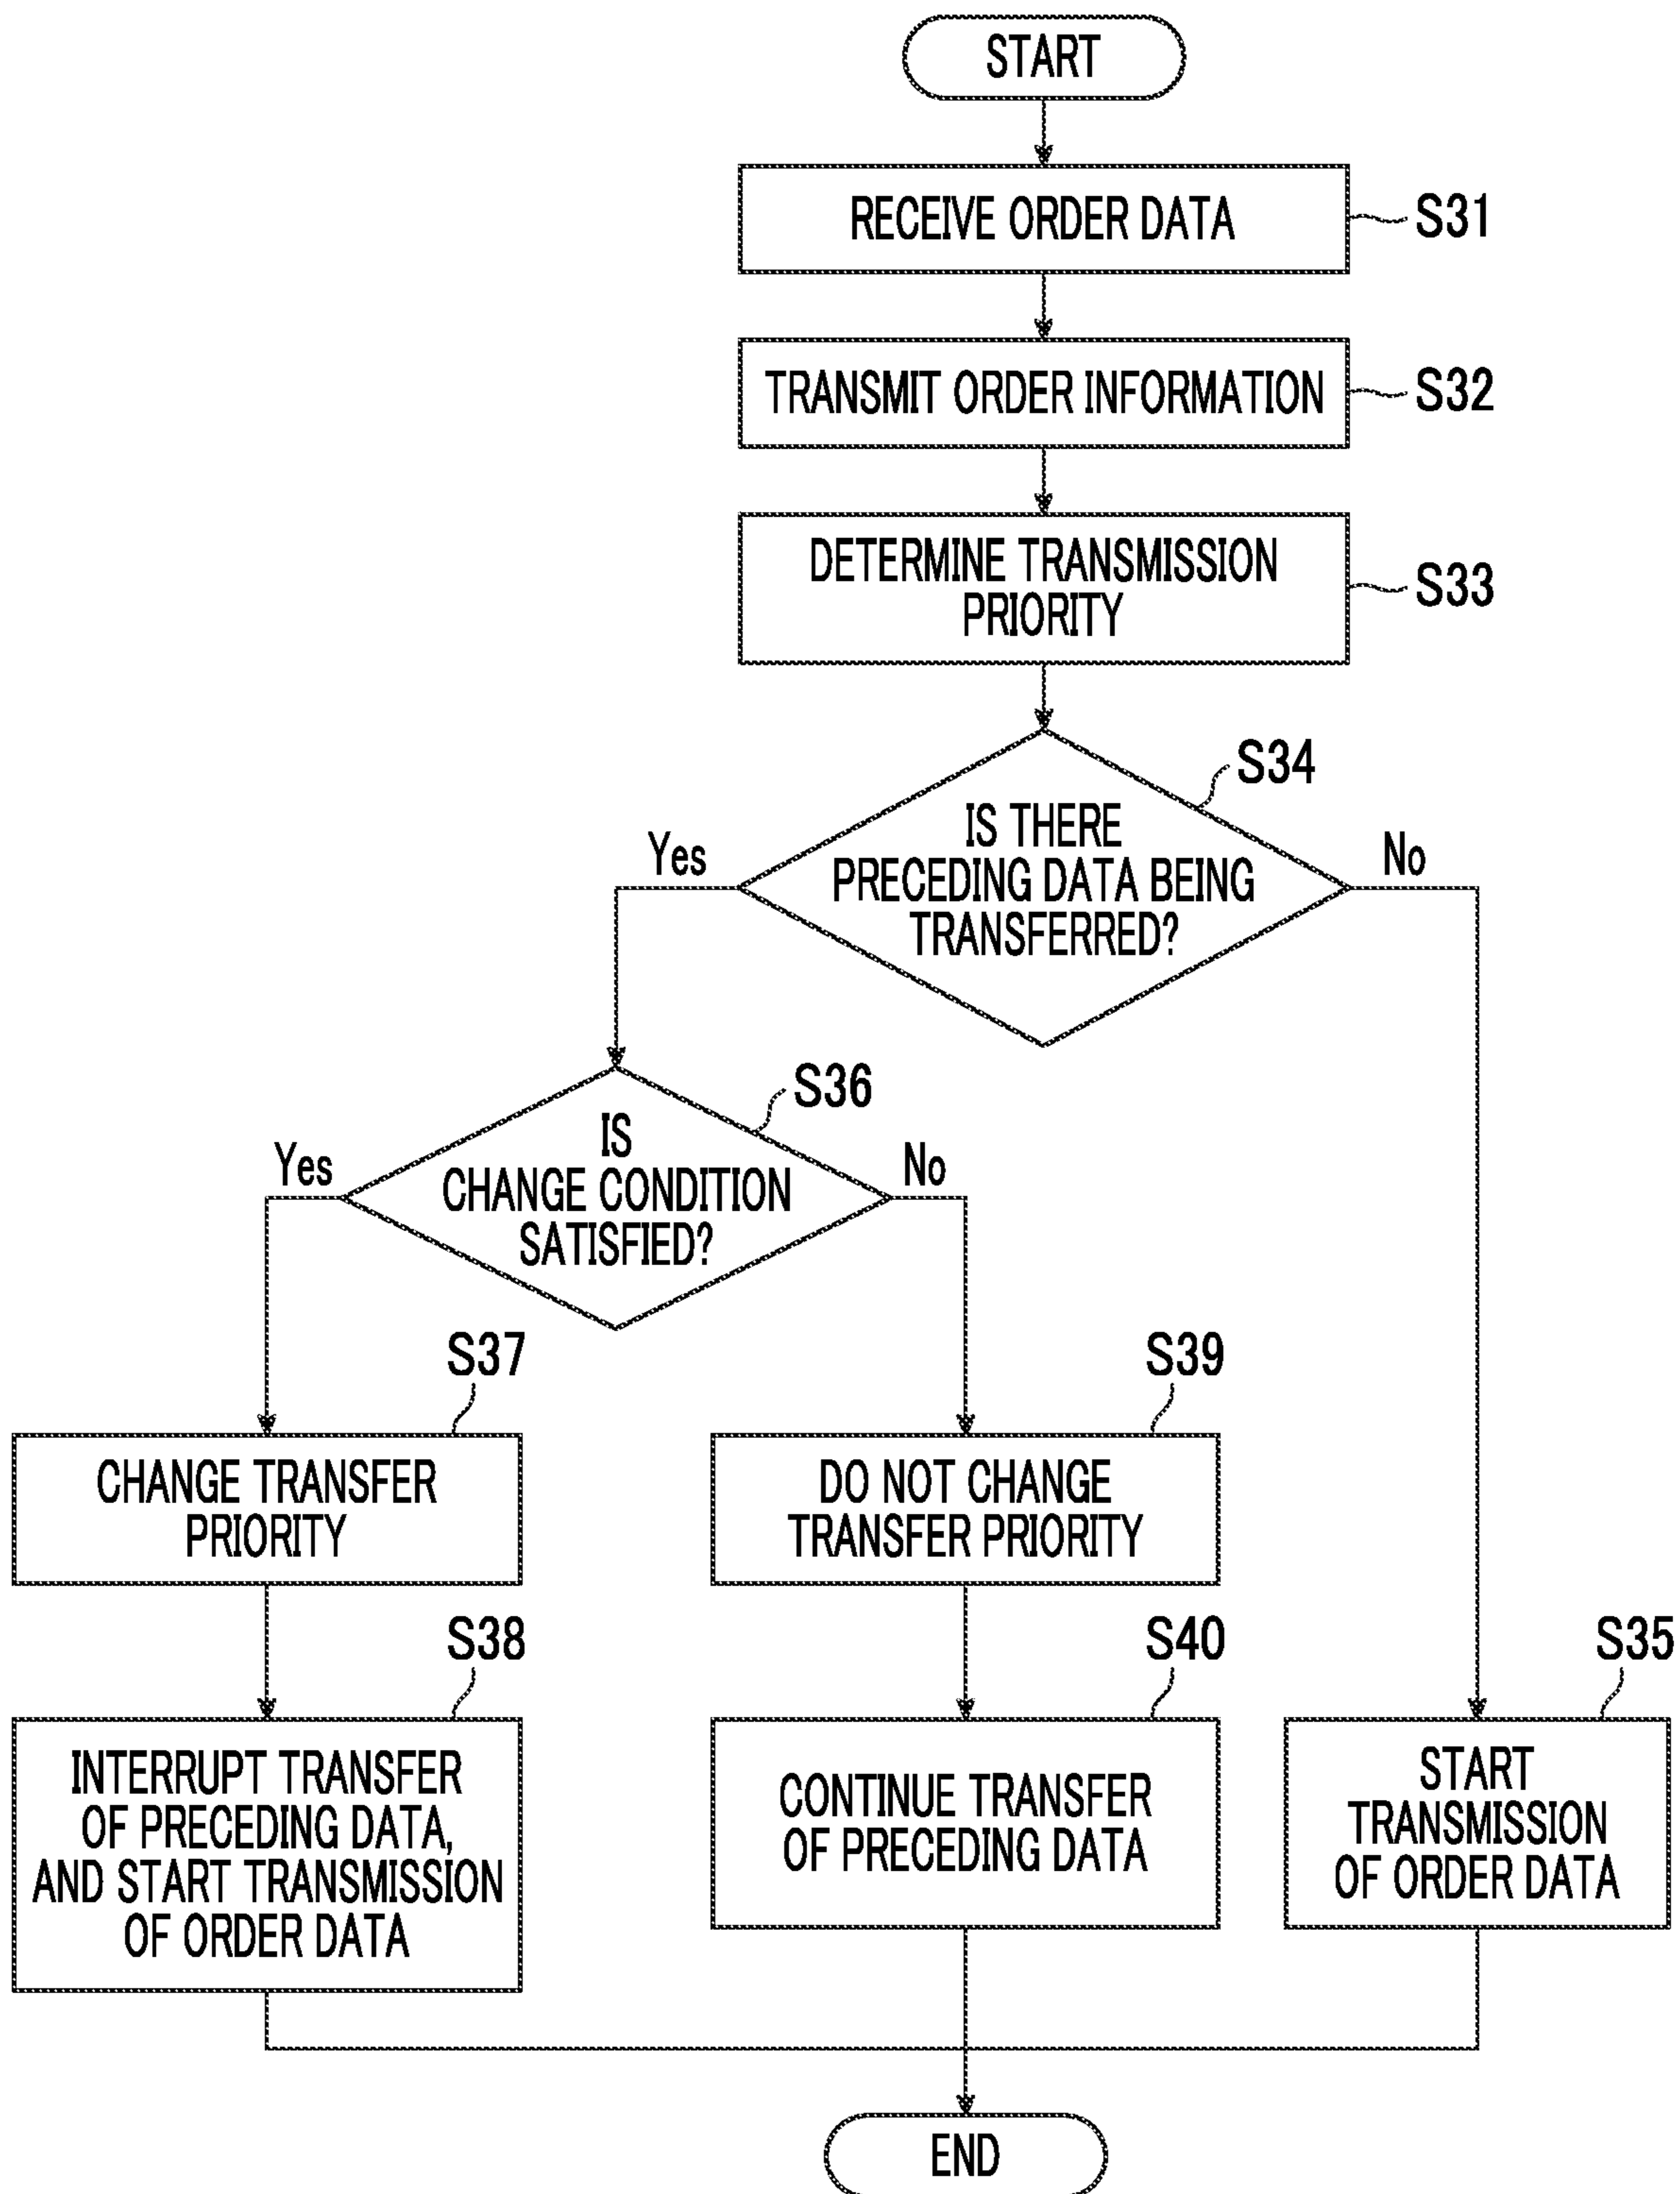 START
RECEIVE ORDER DATA
S31
TRANSMIT ORDER INFORMATION
S32
DETERMINE TRANSMISSION
PRIORITY
S33
S34
IS THERE
PRECEDING DATA BEING
TRANSFERRED?
Yes
No
S36
IS
CHANGE CONDITION
SATISFIED?
Yes
No
S37
CHANGE TRANSFER
PRIORITY
S39
DO NOT CHANGE
TRANSFER PRIORITY
S38
INTERRUPT TRANSFER
OF PRECEDING DATA,
AND START TRANSMISSION
OF ORDER DATA
S40
CONTINUE TRANSFER
OF PRECEDING DATA
S35
START
TRANSMISSION
OF ORDER DATA
END